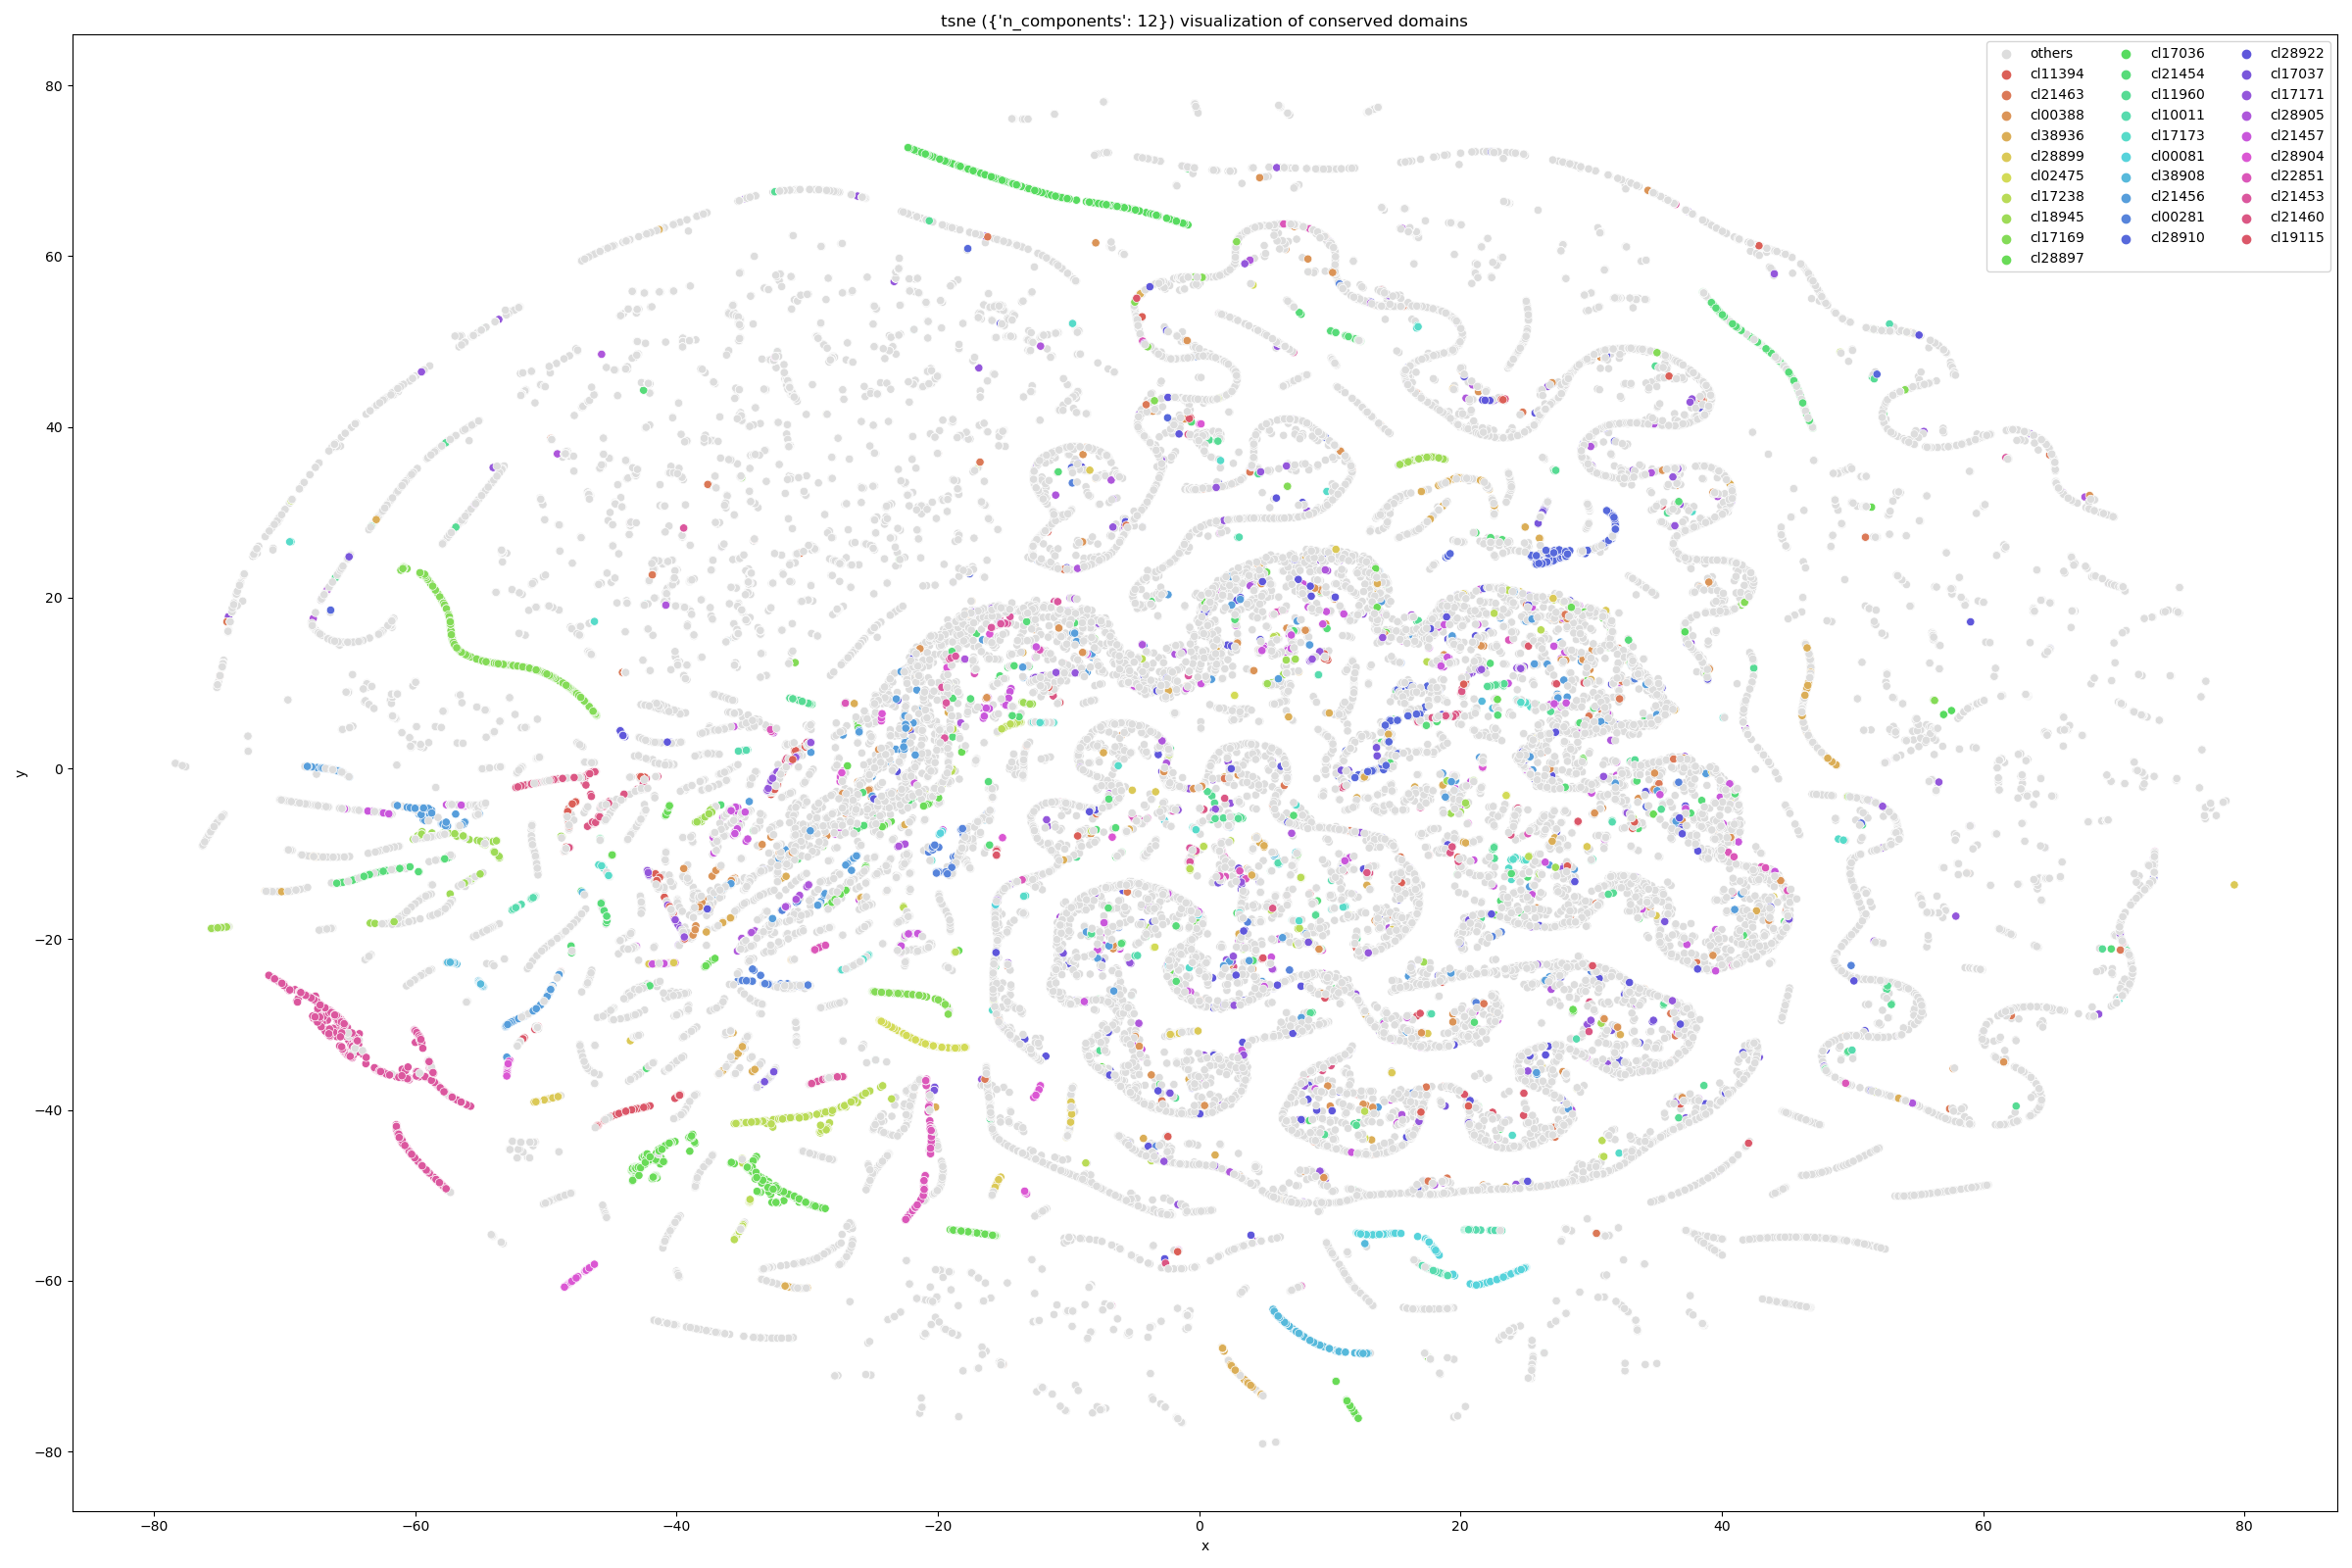 tsne ({'n_components': 12}) visualization of conserved domains
others
cl11394
cl21463
cl00388
cl38936
cl28899
cl02475
cl17238
cl18945
cl17169
cl28897
cl17036
cl21454
cl11960
cl10011
cl17173
cl00081
cl38908
cl21456
cl00281
cl28910
cl28922
cl17037
cl17171
cl28905
cl21457
cl28904
cl22851
cl21453
cl21460
cl19115
80
60
40
20
0
−20
−40
−60
−80
y
−80
−60
−40
−20
0
20
40
60
80
x